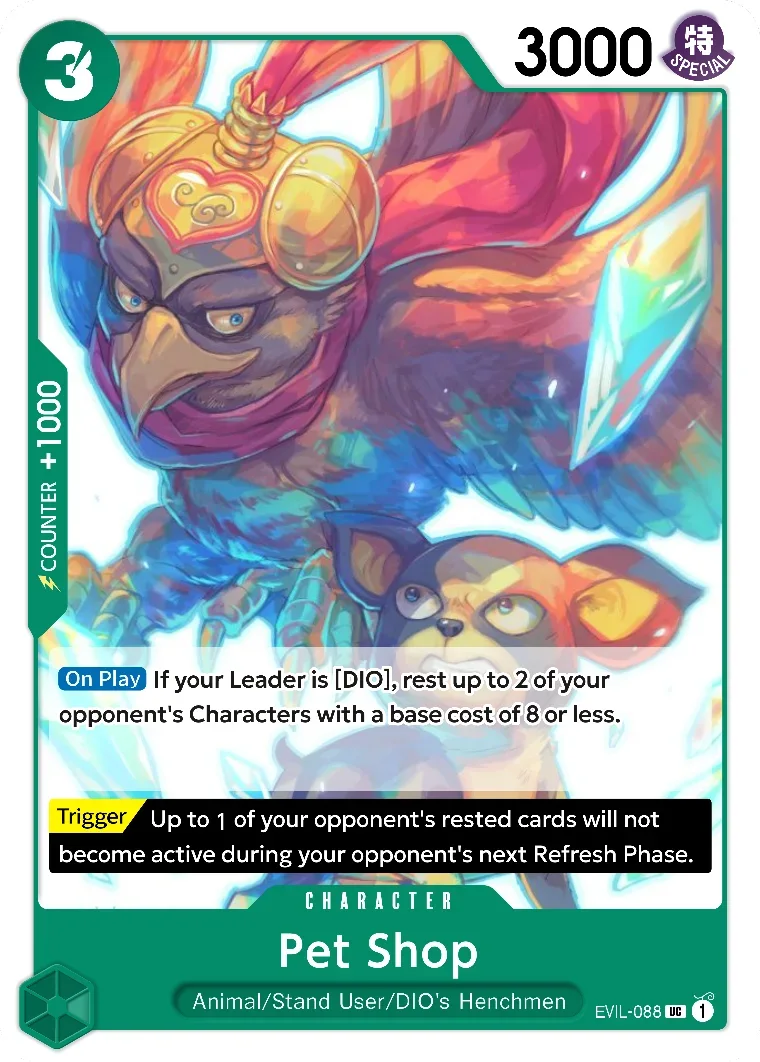 3
3000
特
SPECIAL
COUNTER +1000
On Play If your Leader is [DIO], rest up to 2 of your
opponent's Characters with a base cost of 8 or less.
Trigger Up to 1 of your opponent's rested cards will not
become active during your opponent's next Refresh Phase.
CHARACTER
Pet Shop
Animal/Stand User/DIO's Henchmen
EVIL-088 UC 1